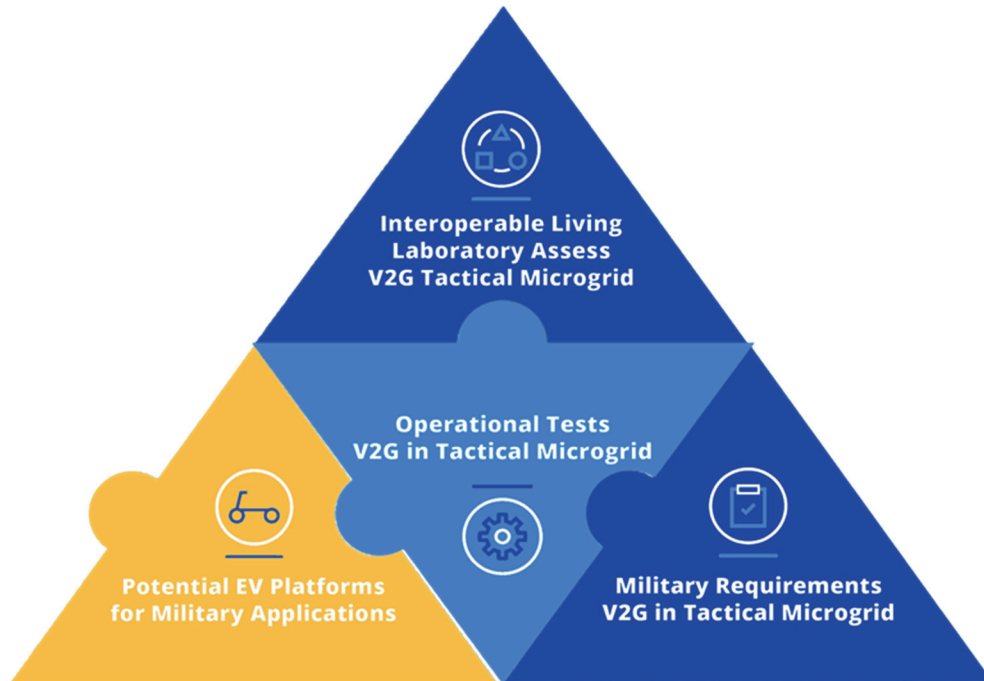 Interoperable Living
Laboratory Assess
V2G Tactical Microgrid
Operational Tests
V2G in Tactical Microgrid
Potential EV Platforms
for Military Applications
Military Requirements
V2G in Tactical Microgrid